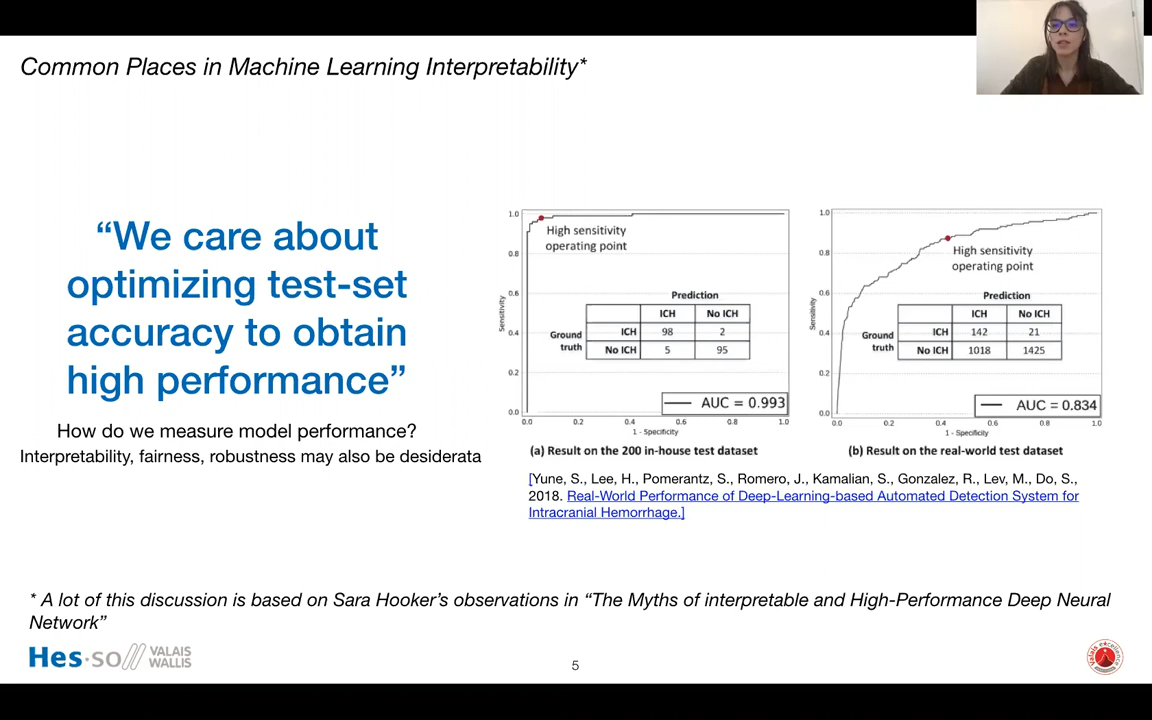 Common Places in Machine Learning Interpretability*
“We care about
optimizing test-set
accuracy to obtain
high performance”
How do we measure model performance?
Interpretability, fairness, robustness may also be desiderata
1.0
0.8
0.6
0.4
0.2
0.0
Sensitivity
High sensitivity
operating point
Prediction
ICH No ICH
Ground truth
ICH 98 2
No ICH 5 95
AUC = 0.993
0.0 0.2 0.4 0.6 0.8 1.0
1 - Specificity
(a) Result on the 200 in-house test dataset
1.0
0.8
0.6
0.4
0.2
0.0
Sensitivity
High sensitivity
operating point
Prediction
ICH No ICH
Ground truth
ICH 142 21
No ICH 1018 1425
AUC = 0.834
0.0 0.2 0.4 0.6 0.8 1.0
1 - Specificity
(b) Result on the real-world test dataset
[Yune, S., Lee, H., Pomerantz, S., Romero, J., Kamalian, S., Gonzalez, R., Lev, M., Do, S.,
2018. Real-World Performance of Deep-Learning-based Automated Detection System for
Intracranial Hemorrhage.]
* A lot of this discussion is based on Sara Hooker’s observations in “The Myths of interpretable and High-Performance Deep Neural
Network”
Hes·so VALAIS
WALLIS
5
valais excellence